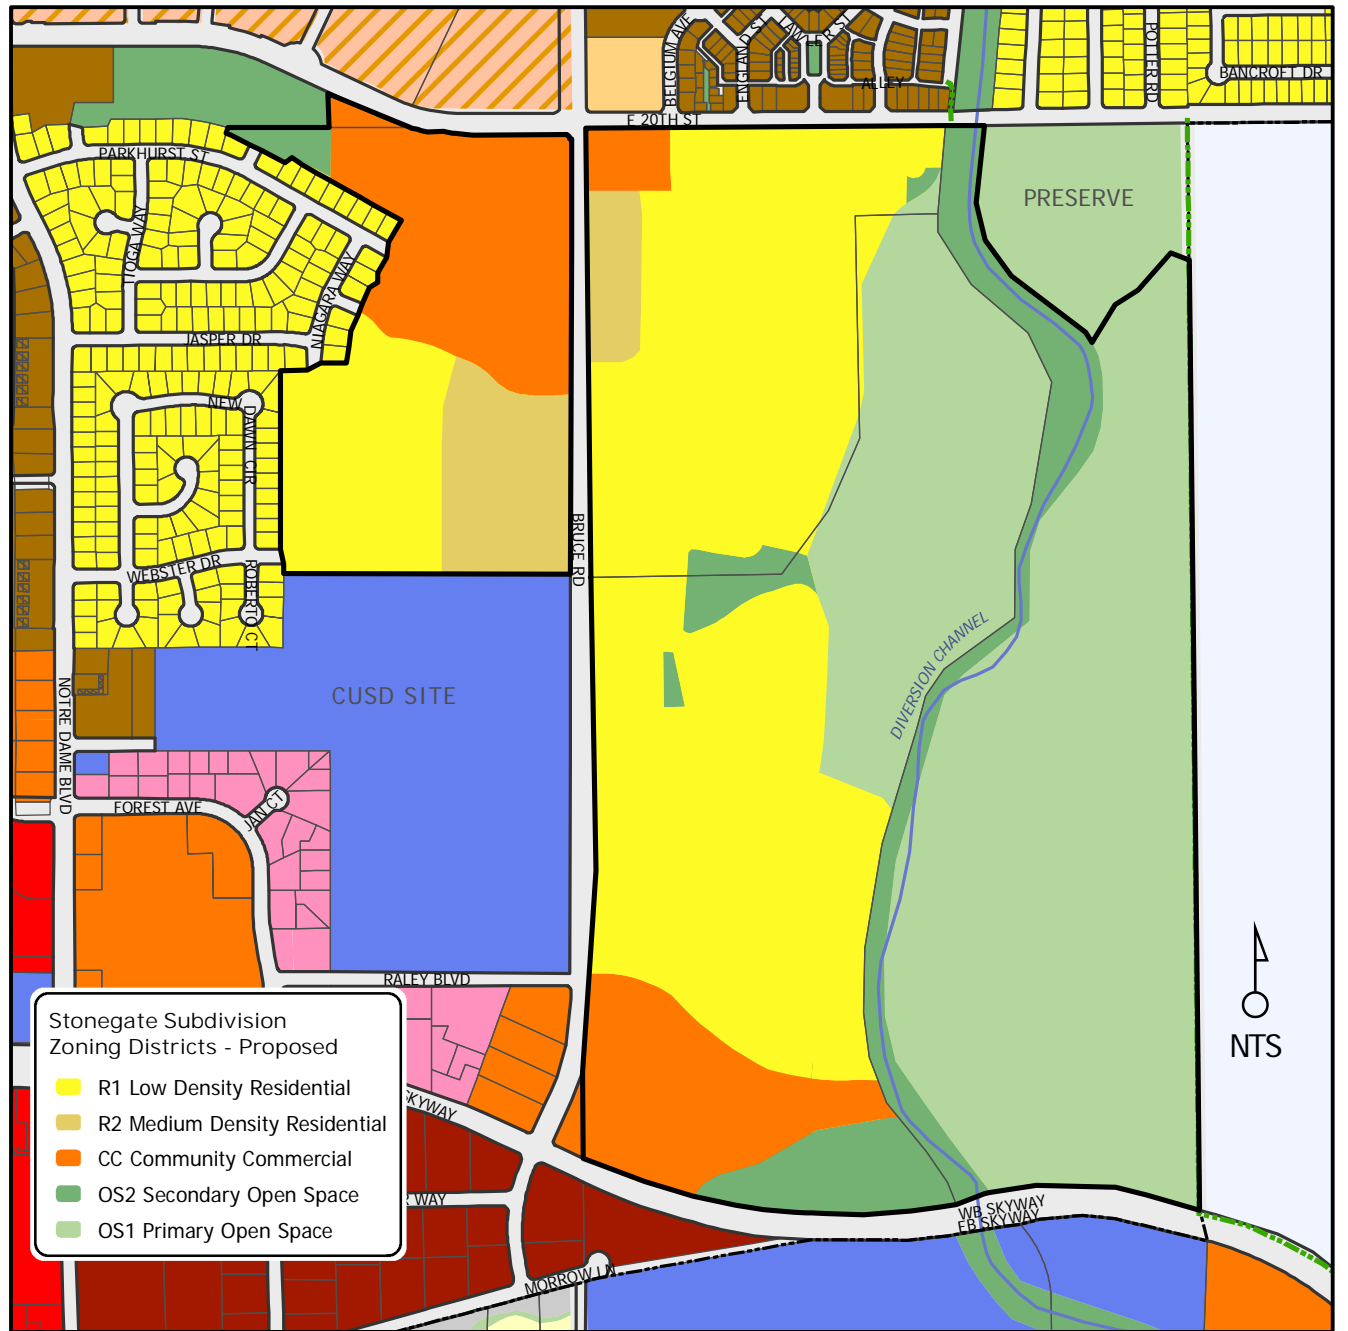 BELGIUM AVE
ENGLAND ST
LAWLER ST
ALLEY
POTTER RD
BANCROFT DR
E 20TH ST
PARKHURST ST
PRESERVE
NIAGARA WAY
JASPER DR
NEW DAWN CIR
BRUCE RD
WEBSTER DR
ROBERTO CT
DIVERSION CHANNEL
CUSD SITE
NOTRE DAME BLVD
FOREST AVE
JAN CT
RALEY BLVD
NTS
Stonegate Subdivision
Zoning Districts - Proposed
R1 Low Density Residential
R2 Medium Density Residential
CC Community Commercial
OS2 Secondary Open Space
OS1 Primary Open Space
SKYWAY
R WAY
WB SKYWAY
EB SKYWAY
MORROW LN